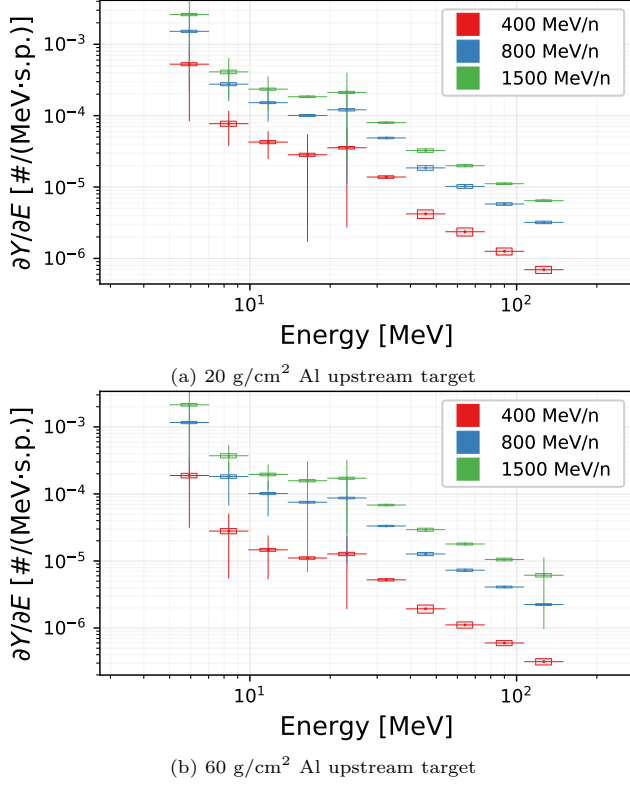 400 MeV/n
800 MeV/n
1500 MeV/n
10⁻³
10⁻⁴
10⁻⁵
10⁻⁶
∂Y/∂E [#/(MeV·s.p.)]
10¹
10²
Energy [MeV]
(a) 20 g/cm² Al upstream target
400 MeV/n
800 MeV/n
1500 MeV/n
10⁻³
10⁻⁴
10⁻⁵
10⁻⁶
∂Y/∂E [#/(MeV·s.p.)]
10¹
10²
Energy [MeV]
(b) 60 g/cm² Al upstream target